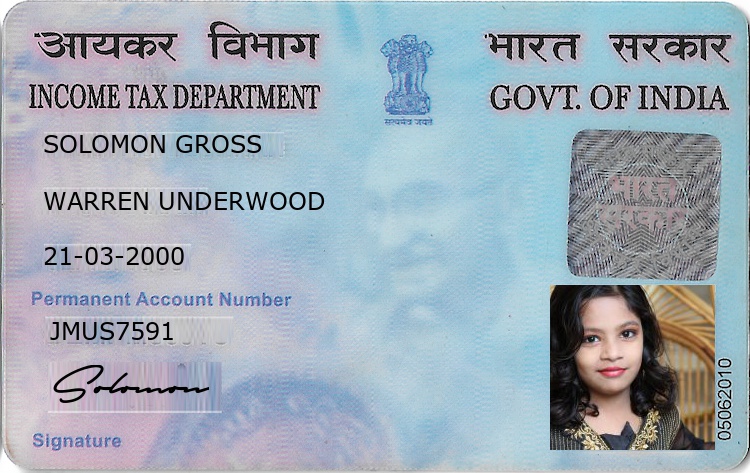 आयकर विभाग
भारत सरकार
INCOME TAX DEPARTMENT
GOVT. OF INDIA
सत्यमेव जयते
SOLOMON GROSS
WARREN UNDERWOOD
21-03-2000
भारत
सरकार
Permanent Account Number
JMUS7591
Solomon
Signature
05062010